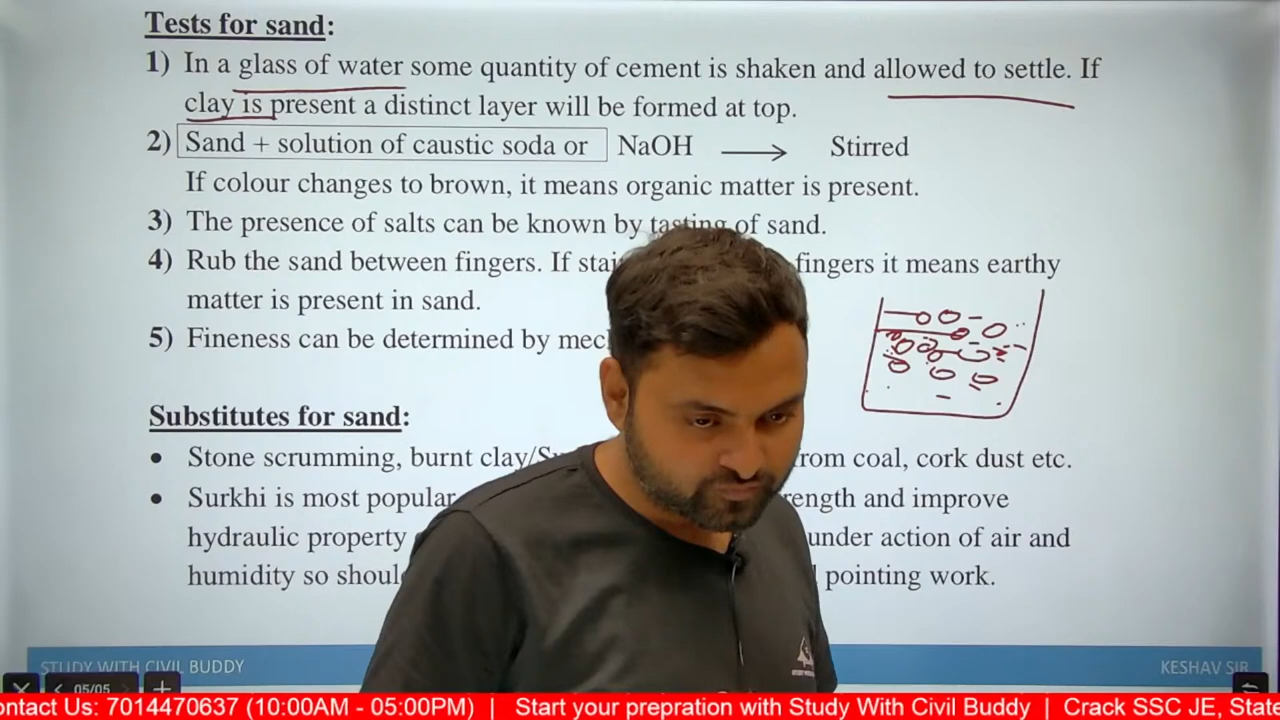 Tests for sand:
1) In a glass of water some quantity of cement is shaken and allowed to settle. If
clay is present a distinct layer will be formed at top.
2) Sand + solution of caustic soda or NaOH → Stirred
If colour changes to brown, it means organic matter is present.
3) The presence of salts can be known by tasting of sand.
4) Rub the sand between fingers. If fingers it means earthy
matter is present in sand.
5) Fineness can be determined by
Substitutes for sand:
• Stone scrumming, burnt clay/ from coal, cork dust etc.
• Surkhi is most popular and improve
hydraulic property under action of air and
humidity so pointing work.
STUDY WITH CIVIL BUDDY KESHAV SIR
05/05
ontact Us: 7014470637 (10:00AM - 05:00PM) | Start your prepration with Study With Civil Buddy | Crack SSC JE, State